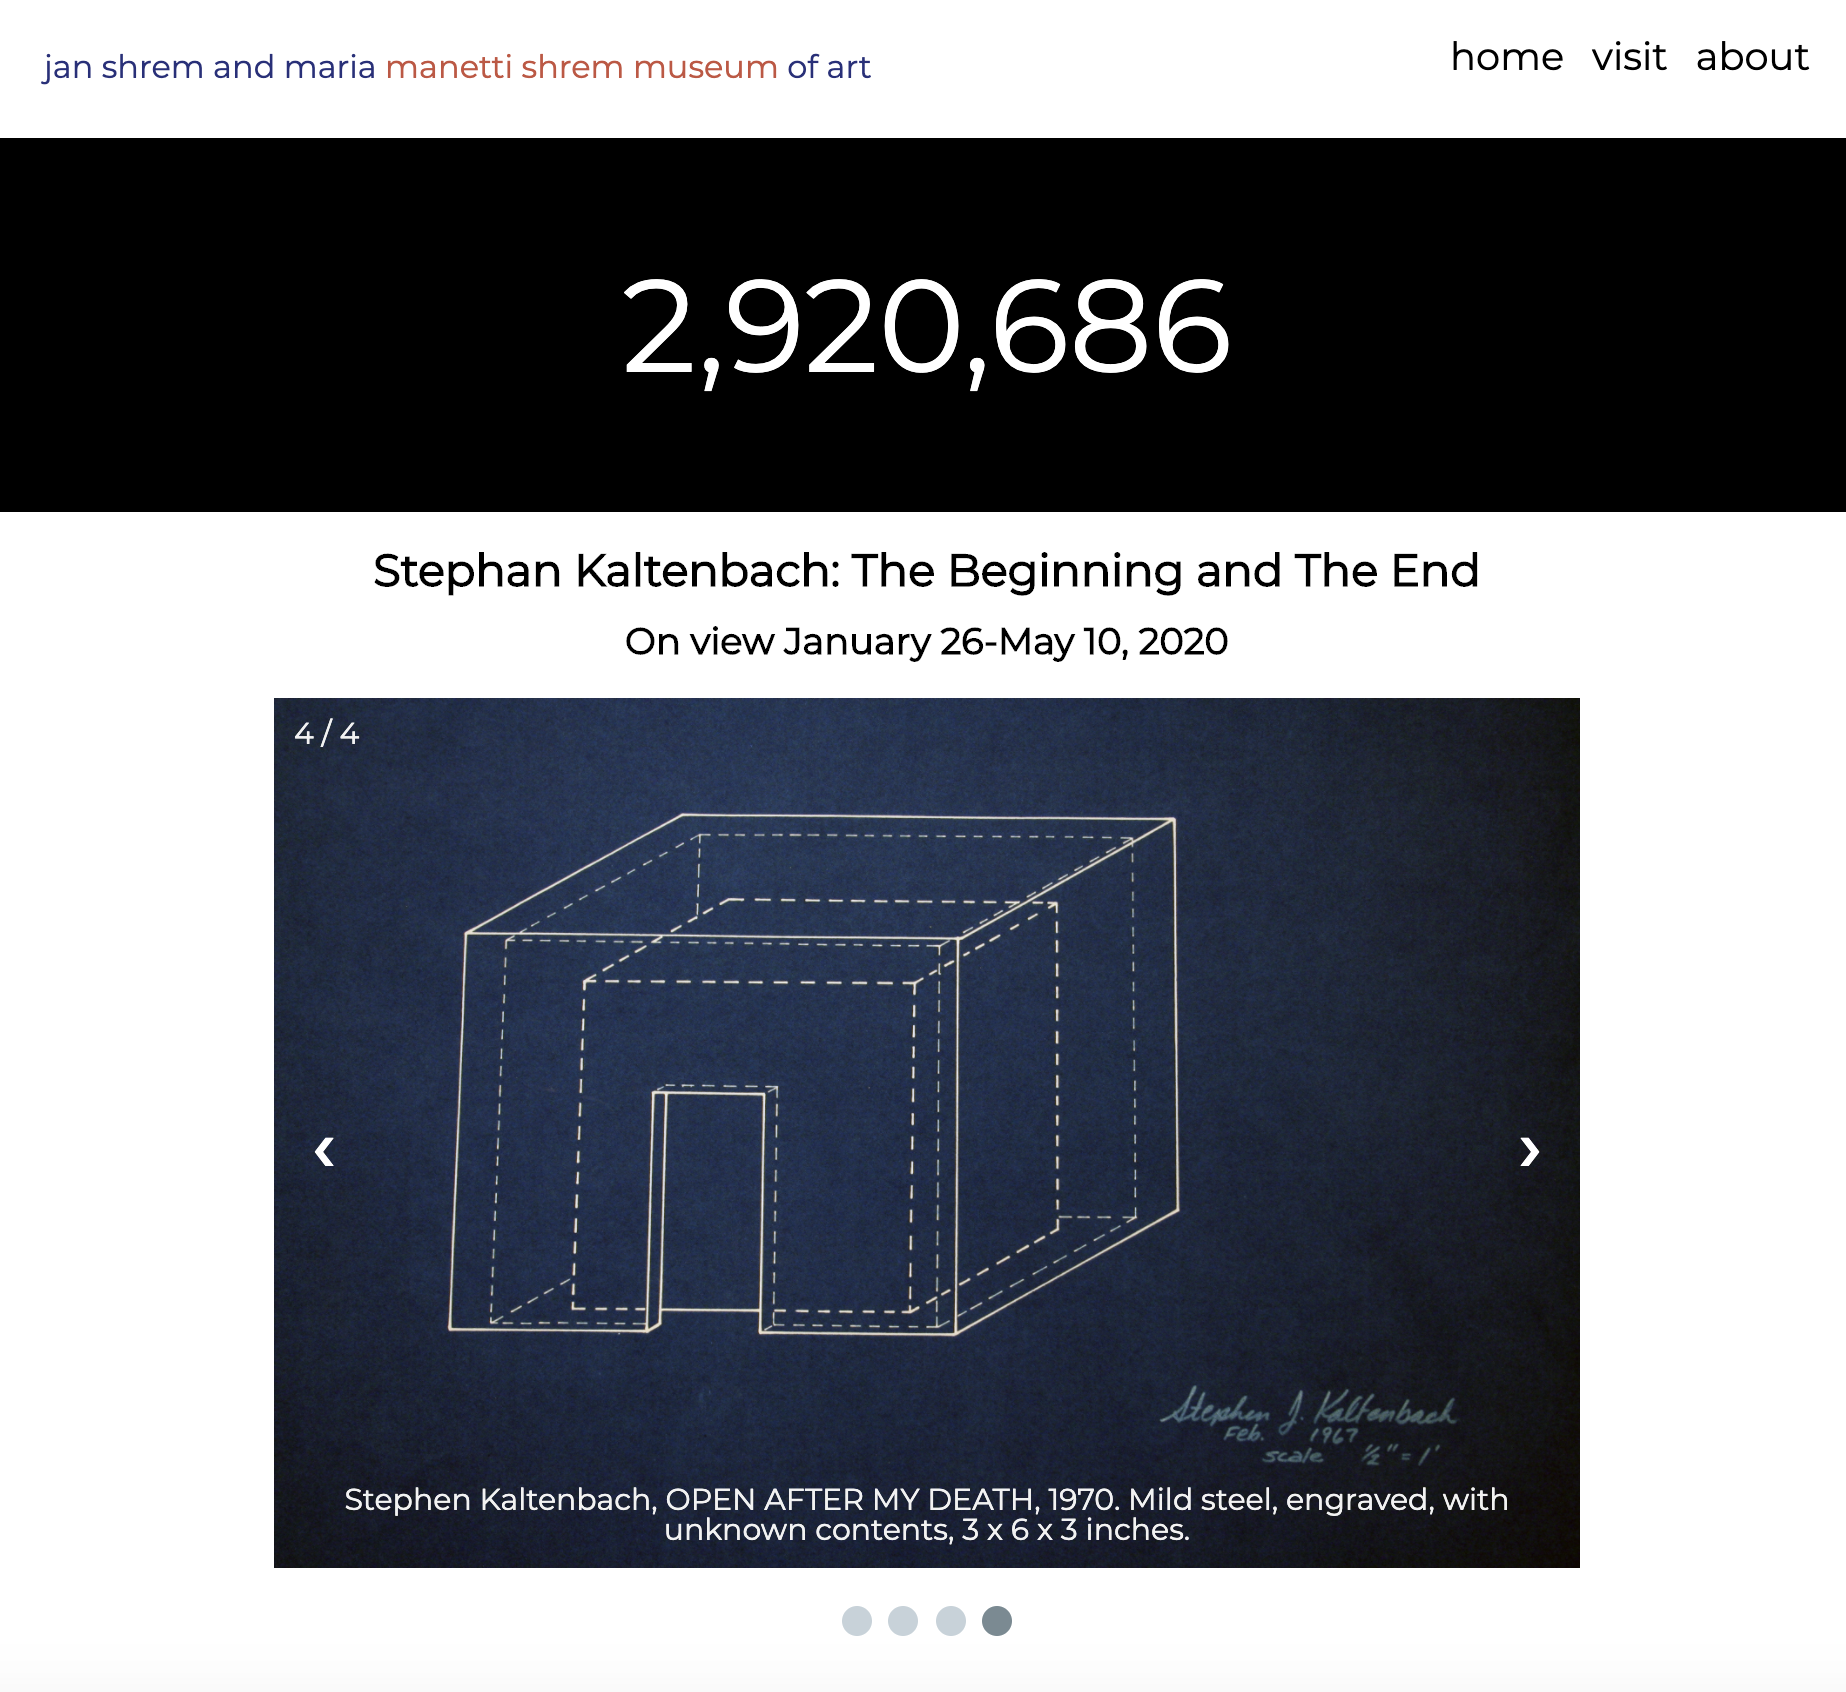 jan shrem and maria manetti shrem museum of art
home visit about
2,920,686
Stephan Kaltenbach: The Beginning and The End
On view January 26-May 10, 2020
4 / 4
Stephen J. Kaltenbach
Feb. 1967
scale ½" = 1'
Stephen Kaltenbach, OPEN AFTER MY DEATH, 1970. Mild steel, engraved, with
unknown contents, 3 x 6 x 3 inches.